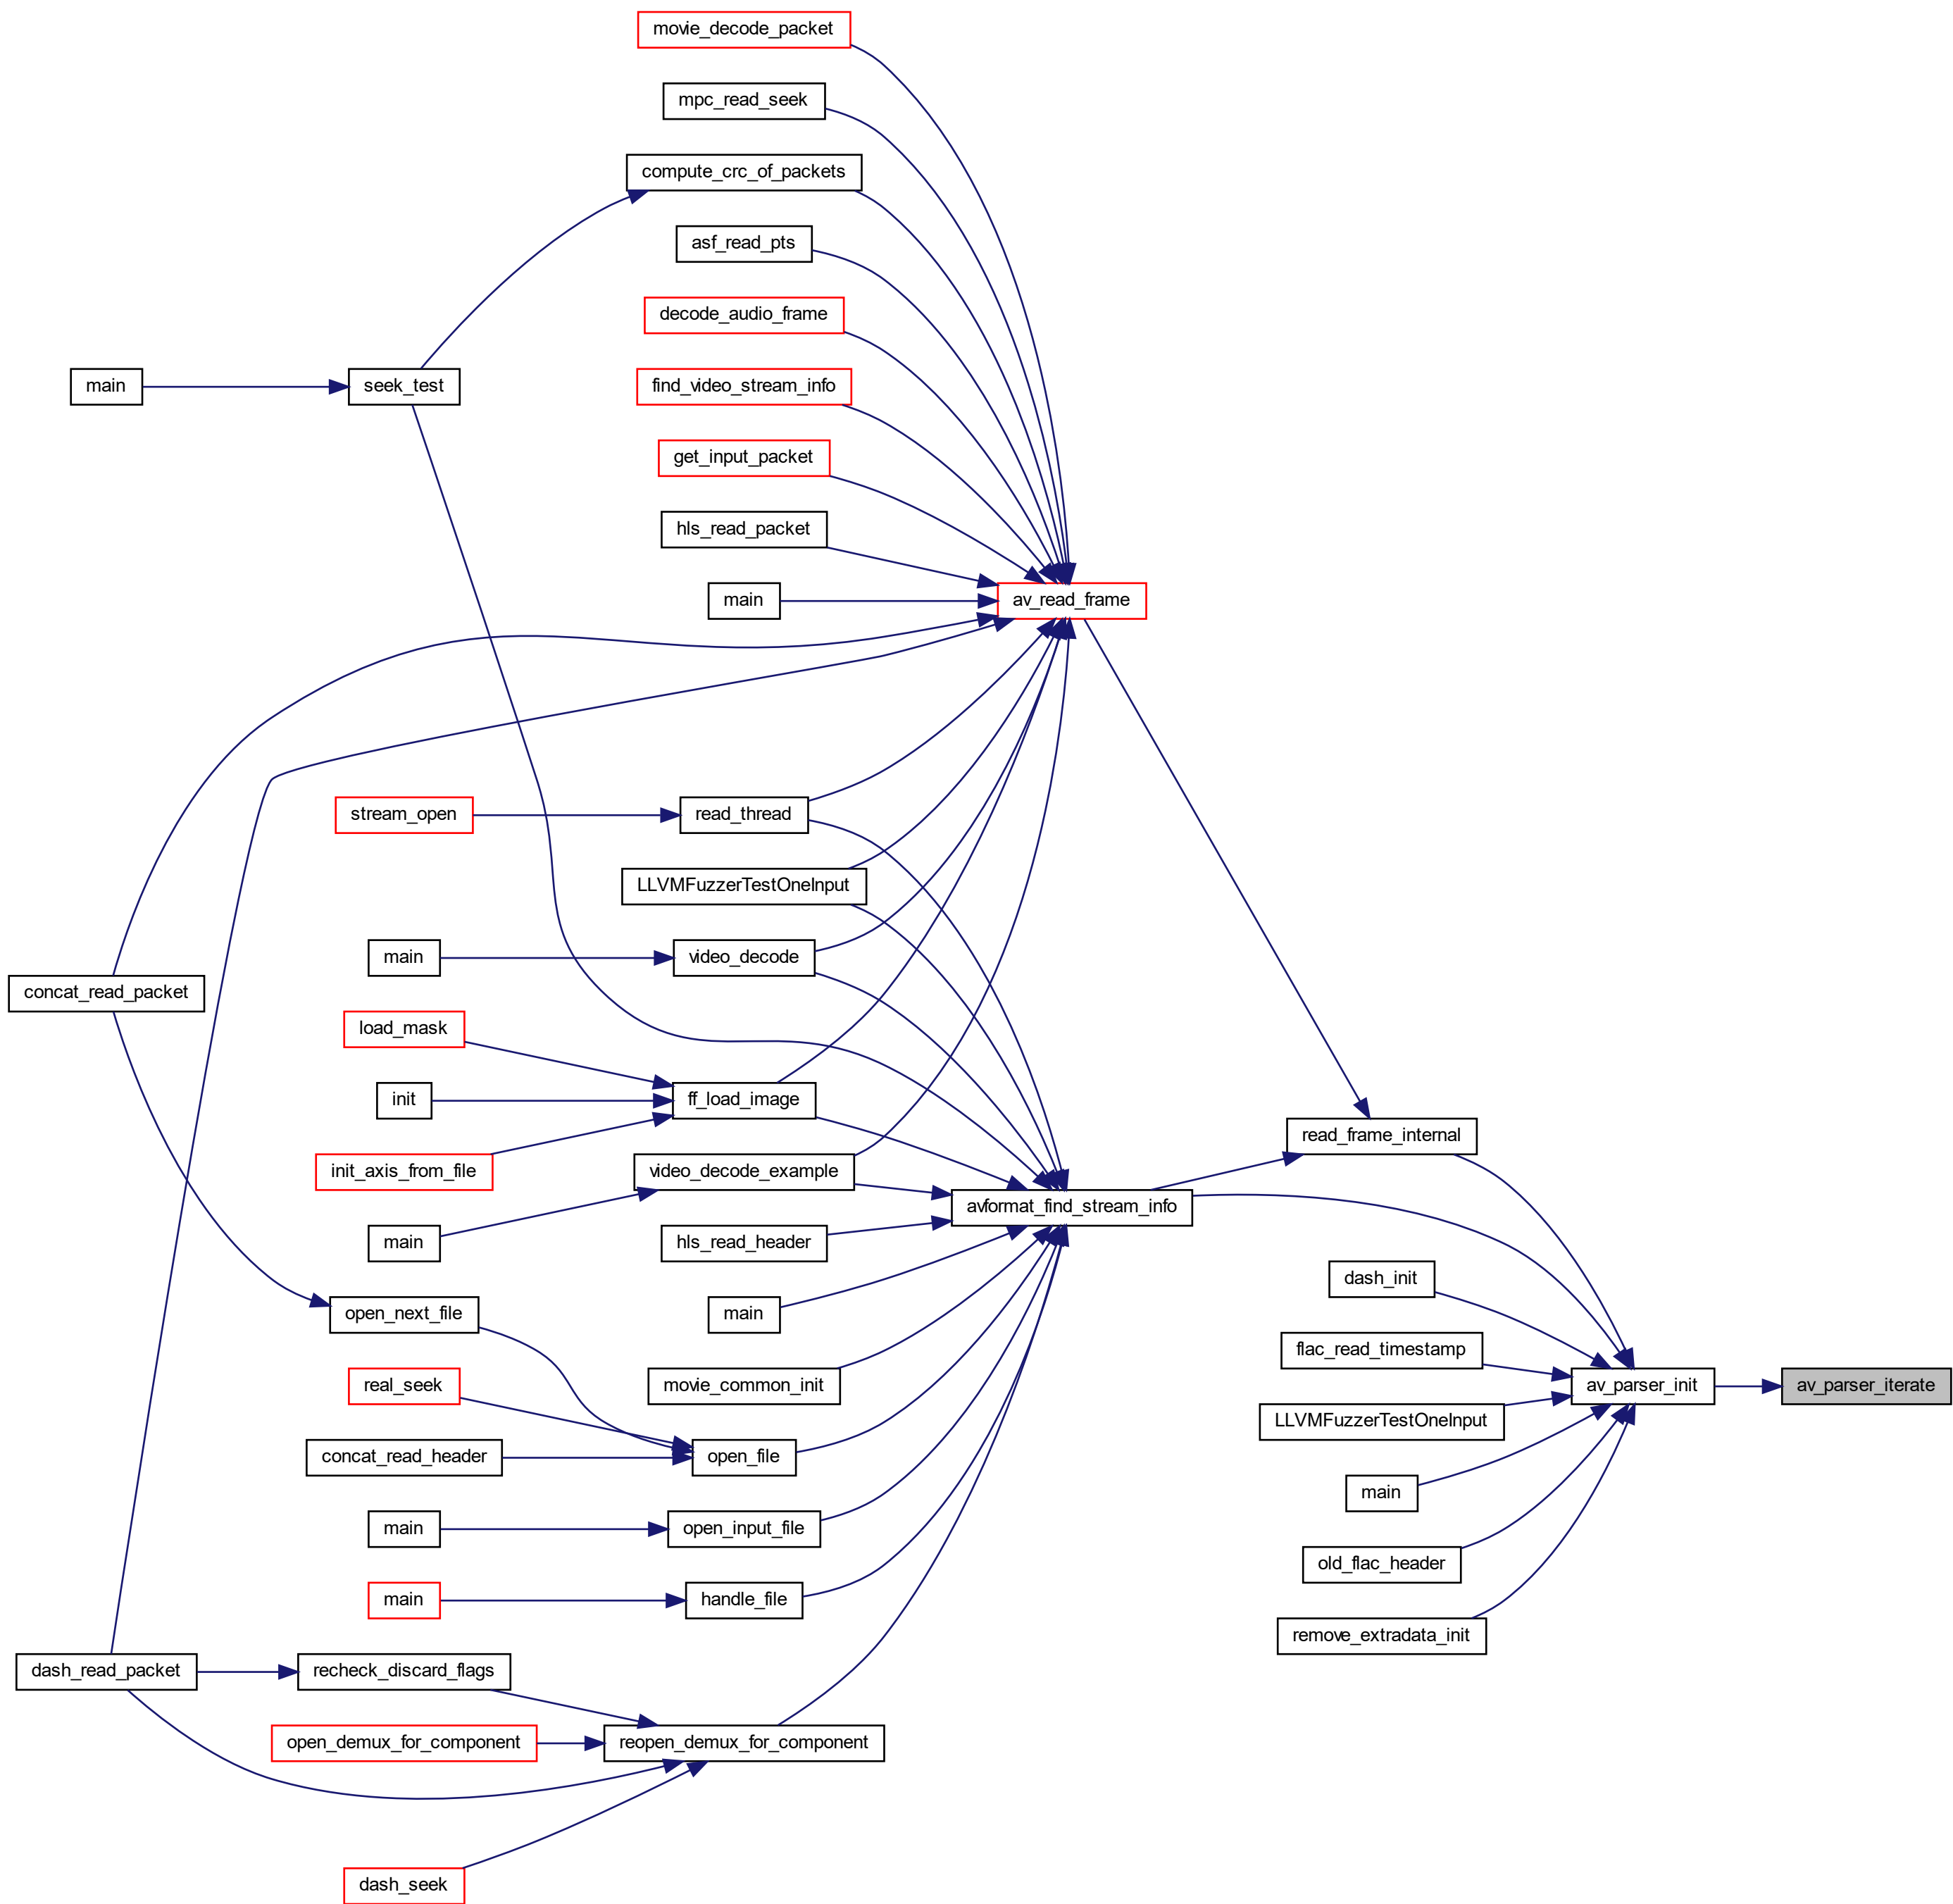 movie_decode_packet
mpc_read_seek
compute_crc_of_packets
asf_read_pts
decode_audio_frame
main
seek_test
find_video_stream_info
get_input_packet
hls_read_packet
main
av_read_frame
stream_open
read_thread
LLVMFuzzerTestOneInput
main
video_decode
concat_read_packet
load_mask
init
ff_load_image
read_frame_internal
init_axis_from_file
video_decode_example
avformat_find_stream_info
main
hls_read_header
dash_init
open_next_file
main
flac_read_timestamp
real_seek
movie_common_init
av_parser_init
av_parser_iterate
LLVMFuzzerTestOneInput
concat_read_header
open_file
main
main
open_input_file
old_flac_header
main
handle_file
remove_extradata_init
dash_read_packet
recheck_discard_flags
open_demux_for_component
reopen_demux_for_component
dash_seek